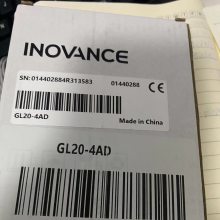 INOVANCE
SN: 014402884R313583 01440288 CE
GL20-4AD Made in China
GL20-4AD